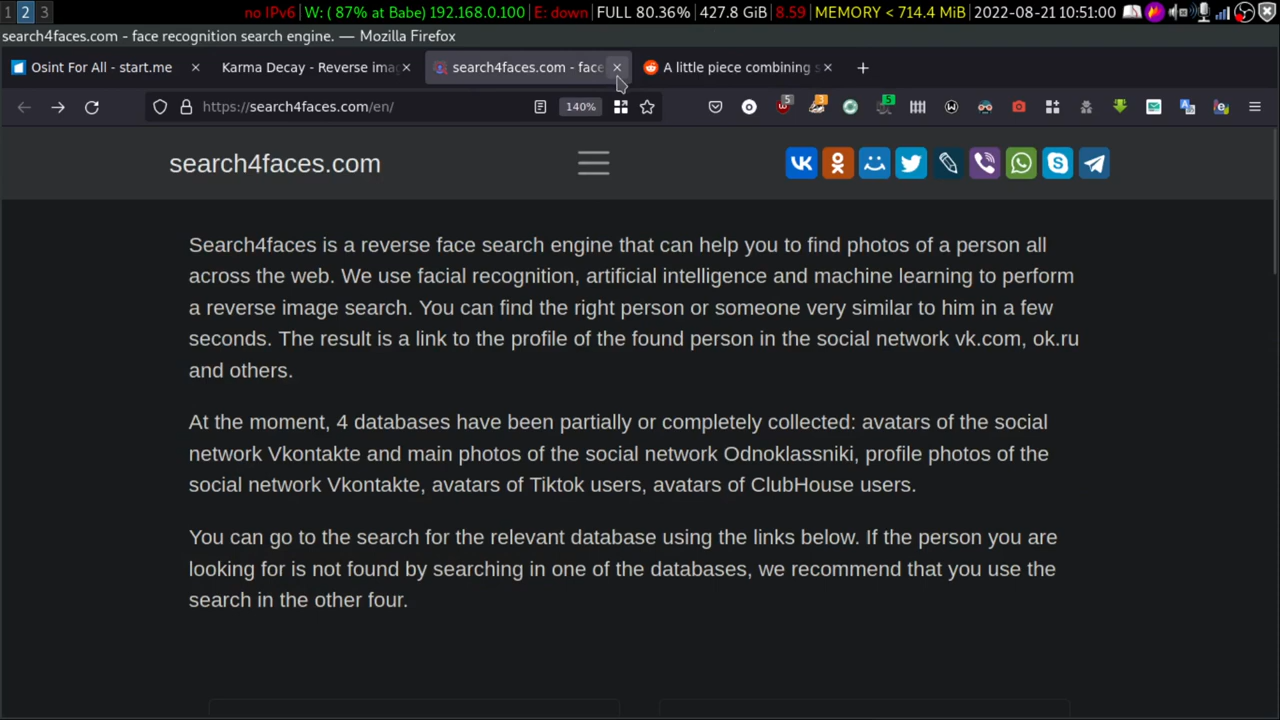 1 2 3 no IPv6 W: ( 87% at Babe) 192.168.0.100 E: down FULL 80.36% 427.8 GiB 8.59 MEMORY < 714.4 MiB 2022-08-21 10:51:00
search4faces.com - face recognition search engine. — Mozilla Firefox
Osint For All - start.me × Karma Decay - Reverse ima × search4faces.com - face × A little piece combining s × +
https://search4faces.com/en/ 140% 5 3 5
search4faces.com
Search4faces is a reverse face search engine that can help you to find photos of a person all
across the web. We use facial recognition, artificial intelligence and machine learning to perform
a reverse image search. You can find the right person or someone very similar to him in a few
seconds. The result is a link to the profile of the found person in the social network vk.com, ok.ru
and others.
At the moment, 4 databases have been partially or completely collected: avatars of the social
network Vkontakte and main photos of the social network Odnoklassniki, profile photos of the
social network Vkontakte, avatars of Tiktok users, avatars of ClubHouse users.
You can go to the search for the relevant database using the links below. If the person you are
looking for is not found by searching in one of the databases, we recommend that you use the
search in the other four.